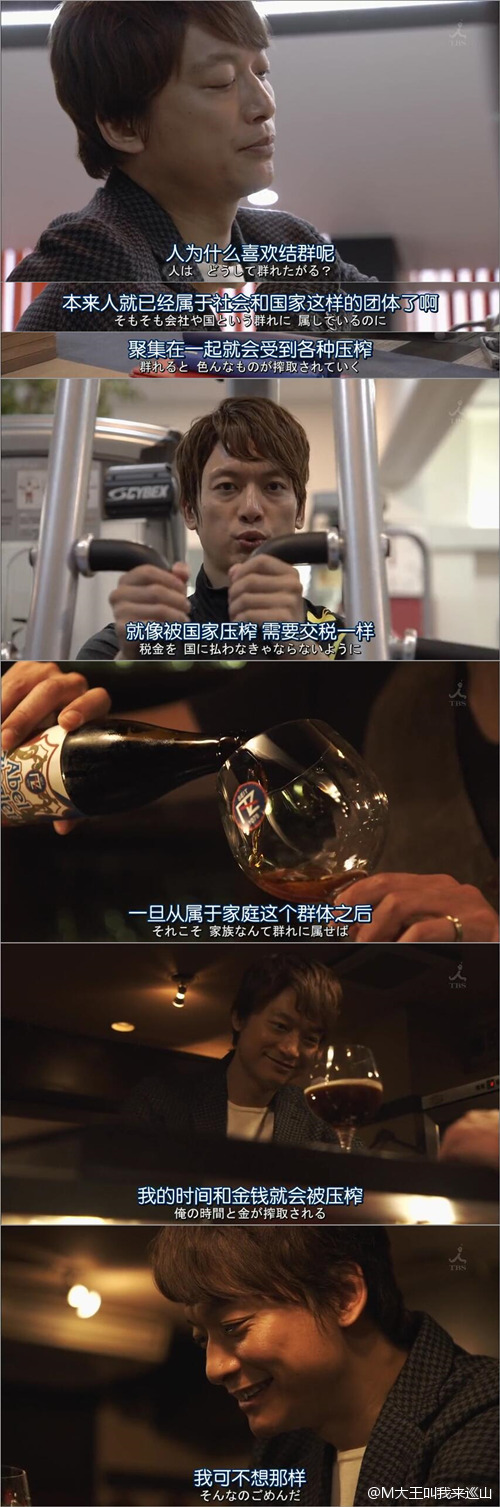 TBS
人为什么喜欢结群呢
人は どうして群れたがる?
本来人就已经属于社会和国家这样的团体了啊
そもそも会社や国という群れに 属しているのに
聚集在一起就会受到各种压榨
群れると 色んなものが搾取されていく
CYBEX
就像被国家压榨 需要交税一样
税金を 国に払わなきゃならないように
TBS
Abel
一旦从属于家庭这个群体之后
それこそ 家族なんて群れに属せば
TBS
我的时间和金钱就会被压榨
俺の時間と金が搾取される
TBS
我可不想那样
そんなのごめんだ
@M大王叫我来巡山